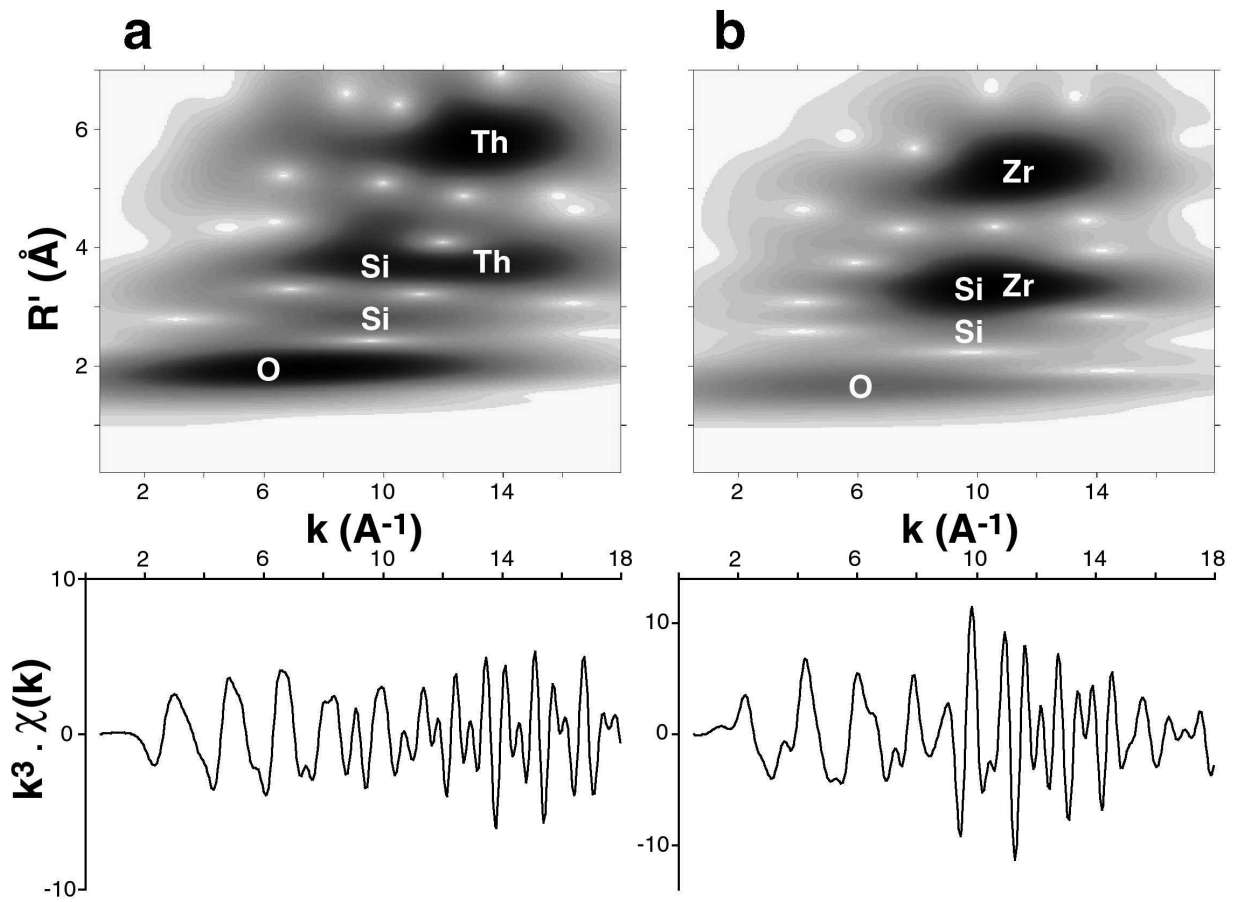 a b
6
4
2
R' (Å)
Th
Si Th
Si
O
Zr
Si Zr
Si
O
2 6 10 14
2 6 10 14
k (A-1)
k (A-1)
2 6 10 14 18
2 6 10 14 18
10
0
-10
k³ . χ(k)
10
0
-10